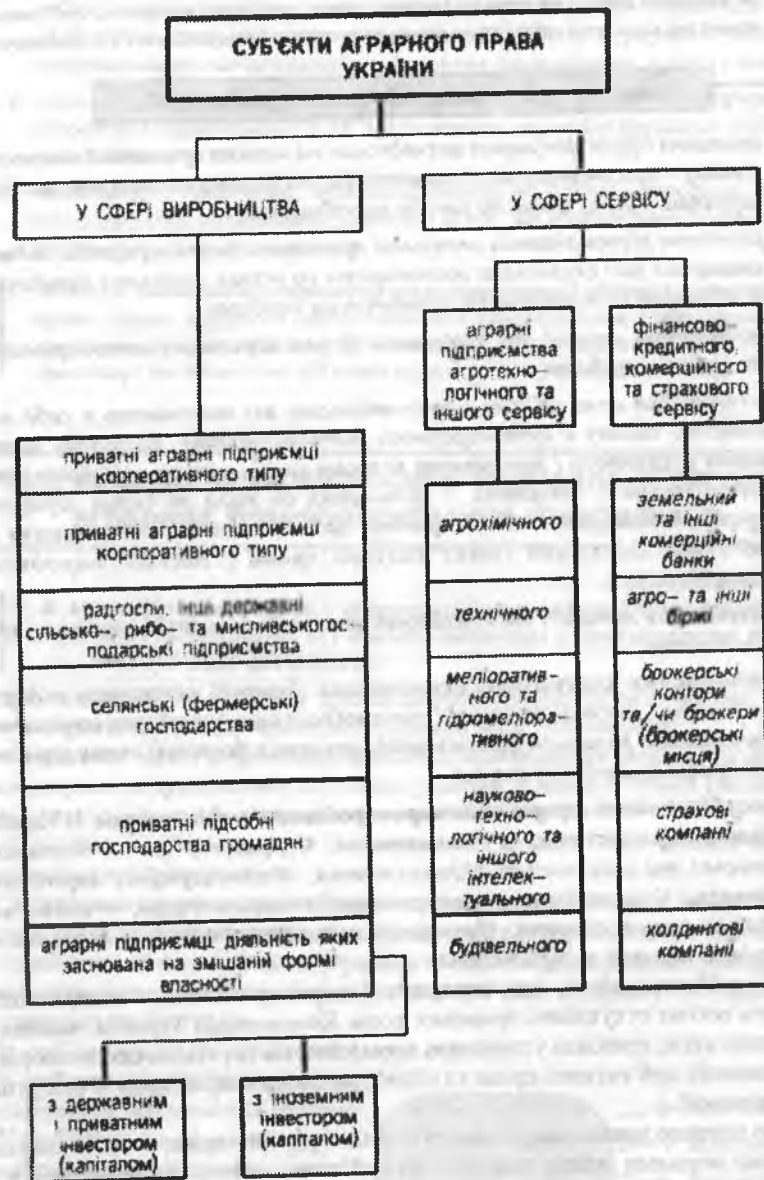 СУБ'ЄКТИ АГРАРНОГО ПРАВА
УКРАЇНИ
У СФЕРІ ВИРОБНИЦТВА
У СФЕРІ СЕРВІСУ
аграрні
підприємства
агротехно-
логічного та
іншого сервісу
фінансово-
кредитного,
комерційного
та страхового
сервісу
приватні аграрні підприємці
кооперативного типу
приватні аграрні підприємці
корпоративного типу
радгоспи, інші державні
сільсько-, рибо- та мисливськогос-
подарські підприємства
селянські (фермерські)
господарства
приватні підсобні
господарства громадян
аграрні підприємці, діяльність яких
заснована на змішаній формі
власності
агрохімічного
технічного
меліоратив-
ного та
гідромеліора-
тивного
науково-
техно-
логічного та
іншого
інтелек-
туального
будівельного
земельний
та інші
комерційні
банки
агро- та інші
біржі
брокерські
контори
та/чи брокери
(брокерські
місця)
страхові
компанії
холдингові
компанії
з державним
і приватним
інвестором
(капіталом)
з іноземним
інвестором
(капіталом)